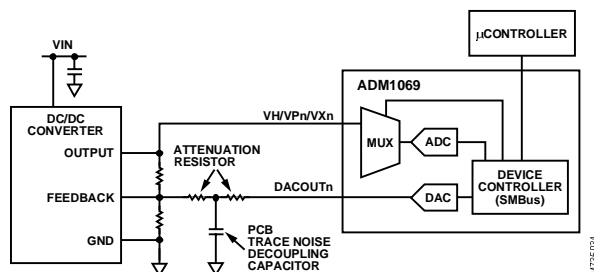 VIN
μCONTROLLER
ADM1069
DC/DC
CONVERTER
VH/VPn/VXn
MUX
ADC
OUTPUT
ATTENUATION
RESISTOR
DEVICE
CONTROLLER
(SMBus)
FEEDBACK
DACOUTn
DAC
GND
PCB
TRACE NOISE
DECOUPLING
CAPACITOR